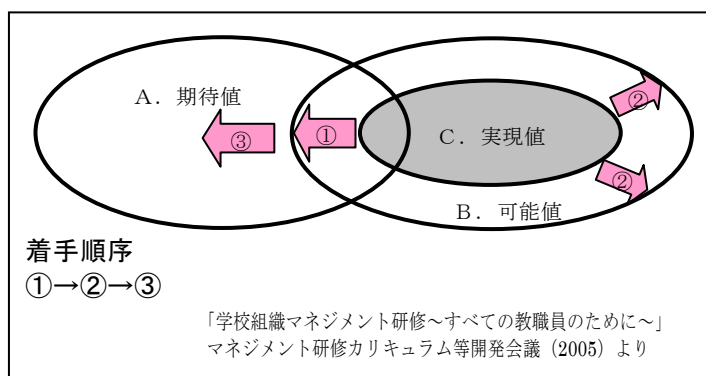 A．期待値
③
①
②
C．実現値
②
B．可能値
着手順序
①→②→③
「学校組織マネジメント研修～すべての教職員のために～」
マネジメント研修カリキュラム等開発会議（2005）より